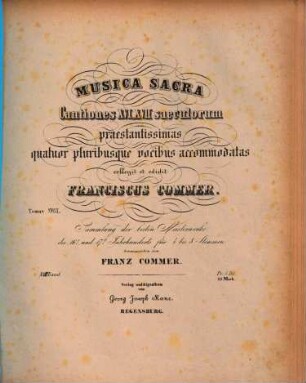 MUSICA SACRA
Cantiones XVI, XVII saeculorum
praestantissimas
quatuor pluribusque vocibus accommodatas
collegit et edidit
FRANCISCUS COMMER.
Tomus
Sammlung der besten Meisterwerke
des 16. und 17. Jahrhunderts für 4 bis 8 Stimmen
herausgegeben von
FRANZ COMMER.
Band
Verlag und Eigenthum
von
Georg Joseph Manz.
REGENSBURG.